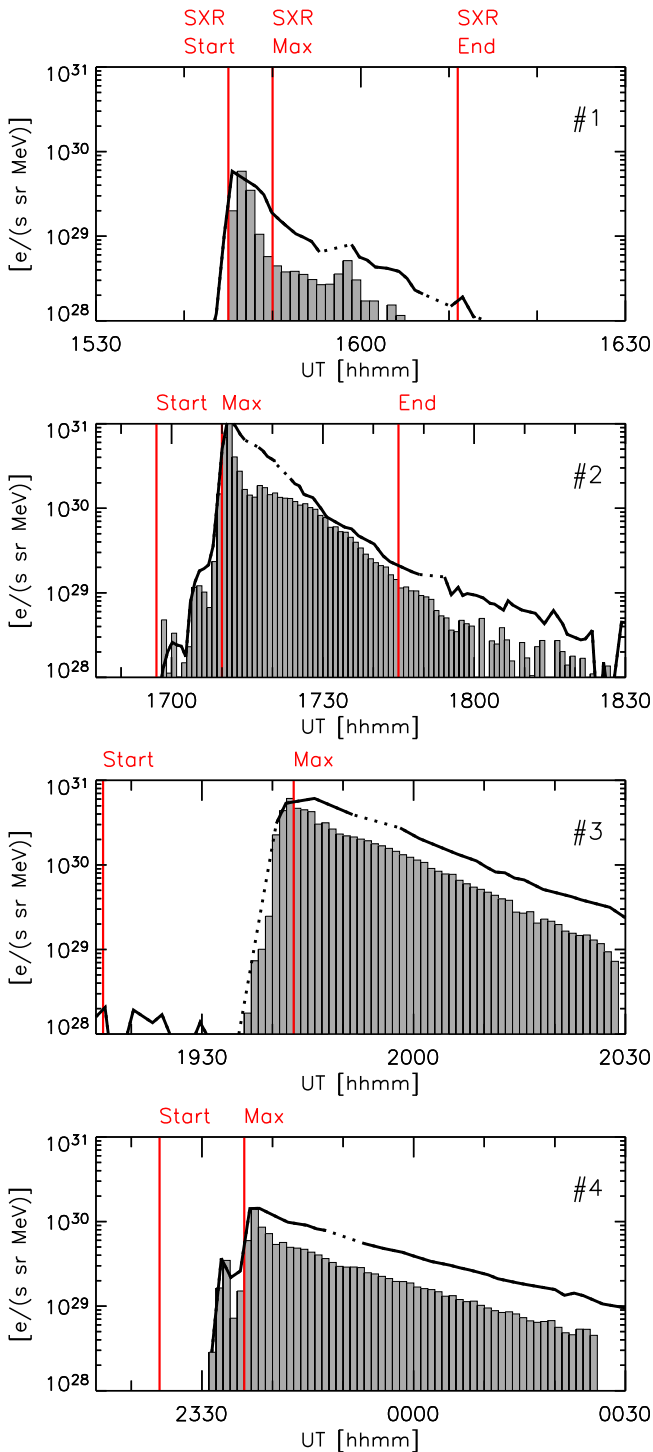 SXR SXR SXR
Start Max End
10^31
#1
10^30
[e/(s sr MeV)]
10^29
10^28
1530 1600 1630
UT [hhmm]
Start Max End
10^31
#2
10^30
[e/(s sr MeV)]
10^29
10^28
1700 1730 1800 1830
UT [hhmm]
Start Max
10^31
#3
10^30
[e/(s sr MeV)]
10^29
10^28
1930 2000 2030
UT [hhmm]
Start Max
10^31
#4
10^30
[e/(s sr MeV)]
10^29
10^28
2330 0000 0030
UT [hhmm]